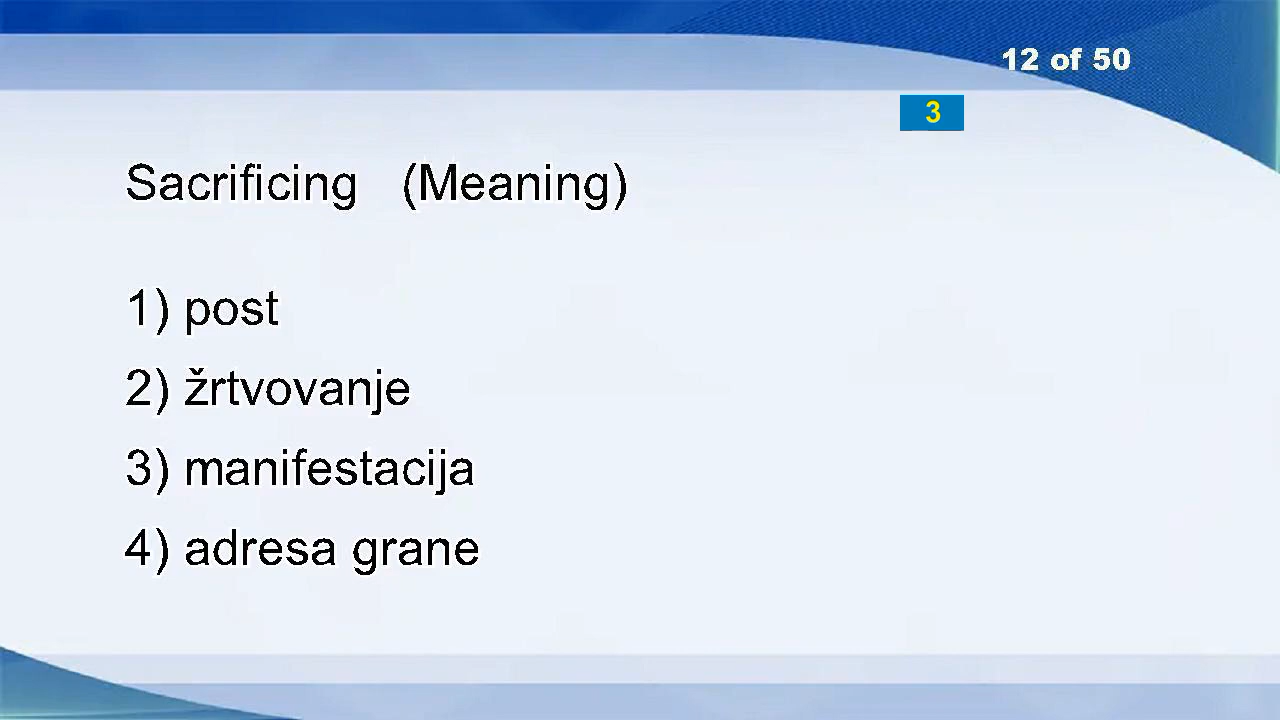 12 of 50
3
Sacrificing (Meaning)
1) post
2) žrtvovanje
3) manifestacija
4) adresa grane